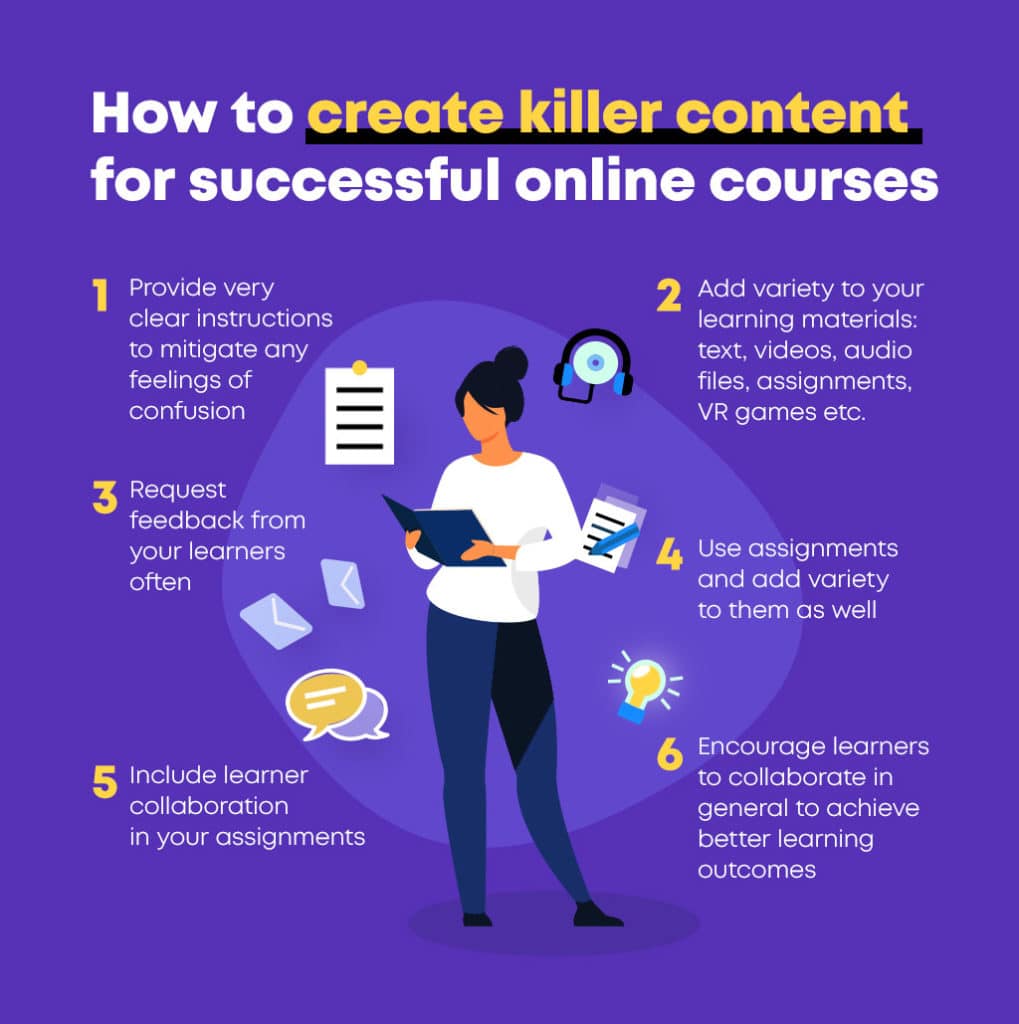 How to create killer content
for successful online courses
1 Provide very
clear instructions
to mitigate any
feelings of
confusion
2 Add variety to your
learning materials:
text, videos, audio
files, assignments,
VR games etc.
3 Request
feedback from
your learners
often
4 Use assignments
and add variety
to them as well
5 Include learner
collaboration
in your assignments
6 Encourage learners
to collaborate in
general to achieve
better learning
outcomes